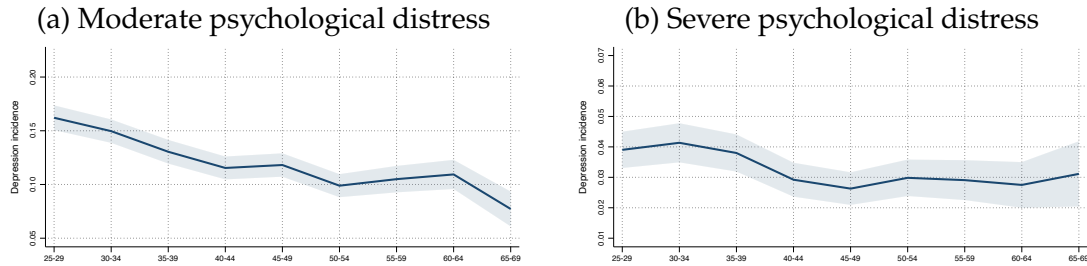 (a) Moderate psychological distress
Depression incidence
0.20
0.15
0.10
0.05
25-29 30-34 35-39 40-44 45-49 50-54 55-59 60-64 65-69
(b) Severe psychological distress
Depression incidence
0.07
0.06
0.05
0.04
0.03
0.02
0.01
25-29 30-34 35-39 40-44 45-49 50-54 55-59 60-64 65-69